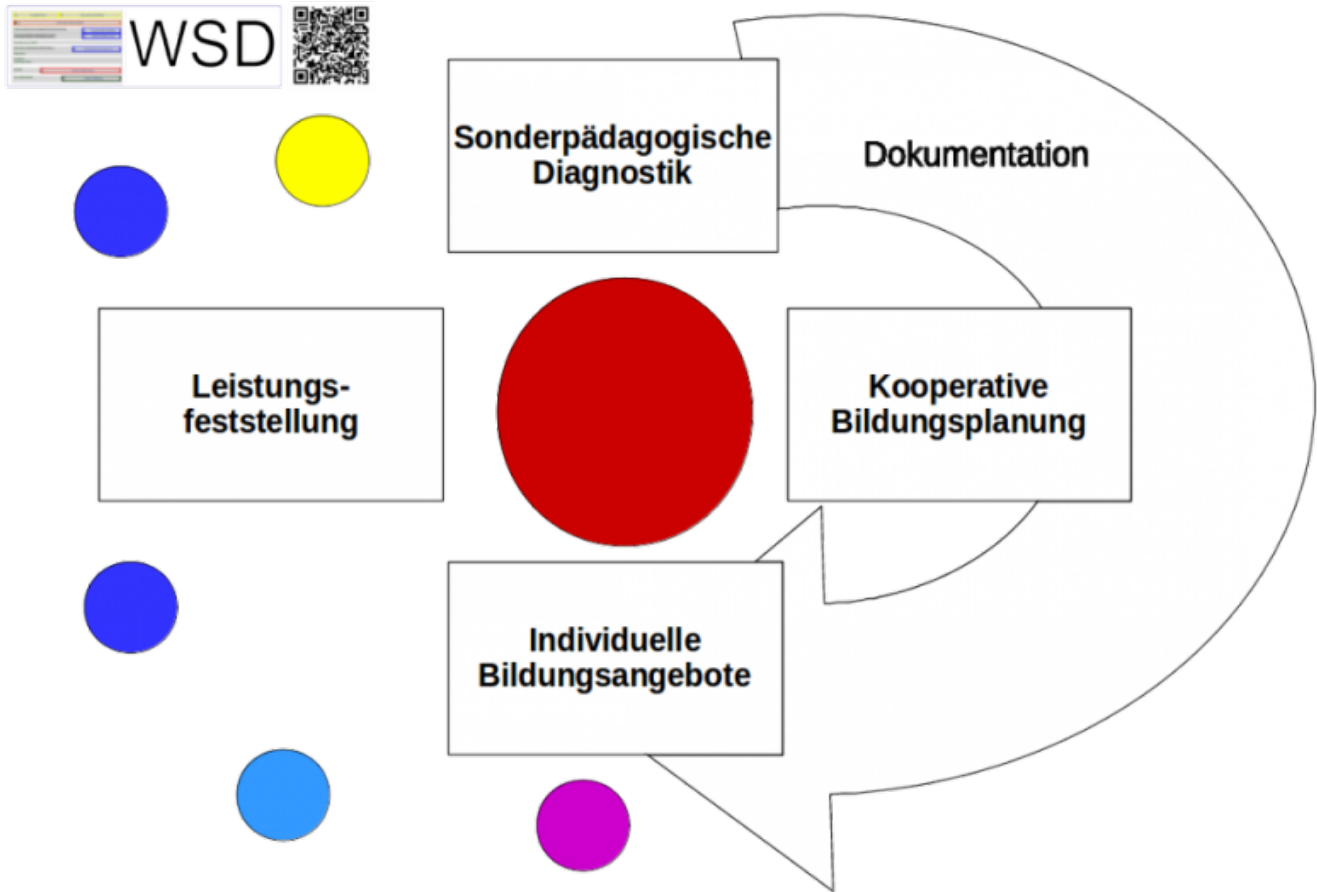 WSD
Sonderpädagogische
Diagnostik
Dokumentation
Leistungs-
feststellung
Kooperative
Bildungsplanung
Individuelle
Bildungsangebote